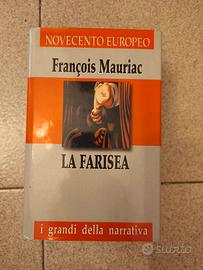 NOVECENTO EUROPEO
François Mauriac
LA FARISEA
i grandi della narrativa
subito